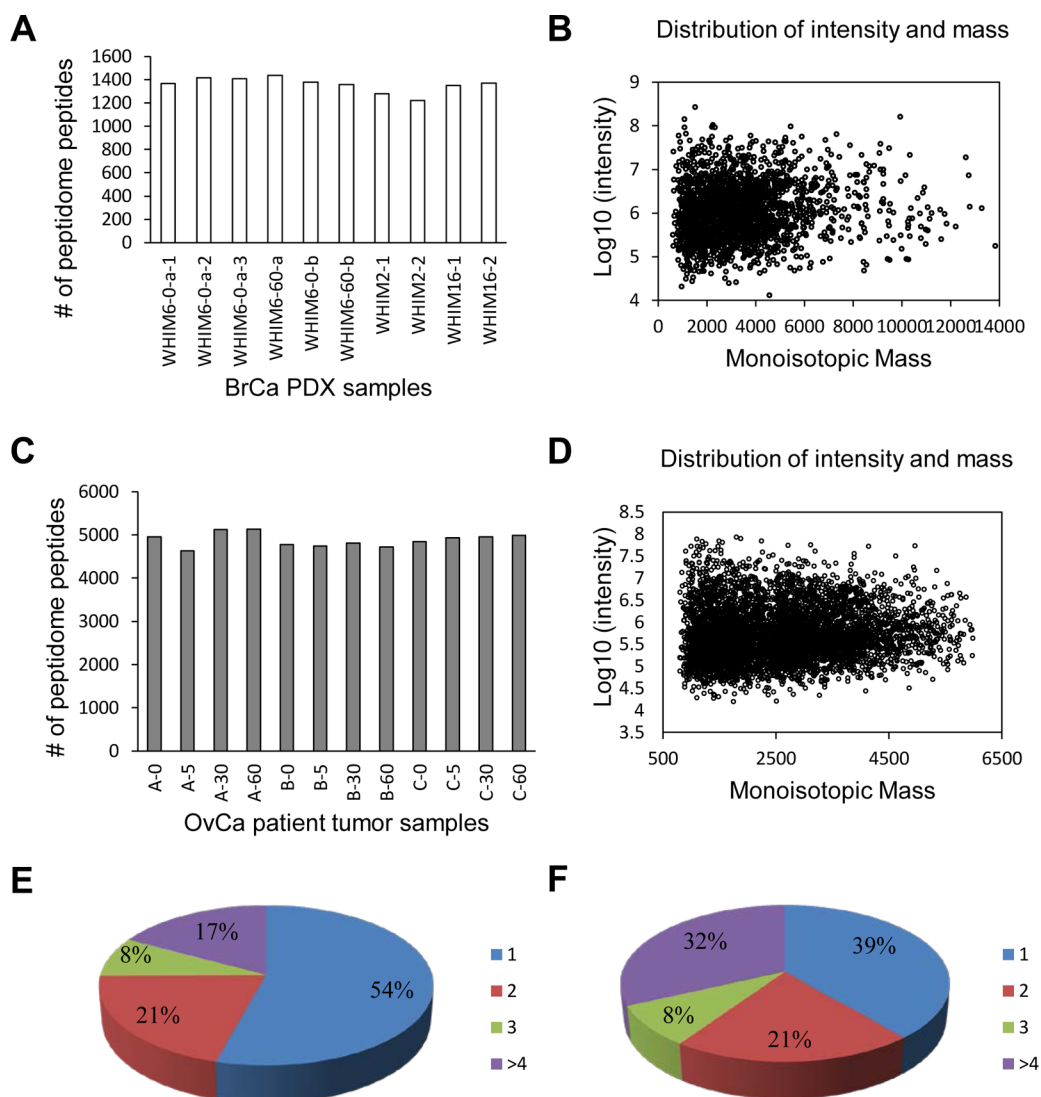 A
# of peptidome peptides
1600
1400
1200
1000
800
600
400
200
0
WHIM6-0-a-1
WHIM6-0-a-2
WHIM6-0-a-3
WHIM6-60-a
WHIM6-0-b
WHIM6-60-b
WHIM2-1
WHIM2-2
WHIM16-1
WHIM16-2
BrCa PDX samples
B
Distribution of intensity and mass
Log10 (intensity)
9
8
7
6
5
4
0 2000 4000 6000 8000 10000 12000 14000
Monoisotopic Mass
C
# of peptidome peptides
6000
5000
4000
3000
2000
1000
0
A-0
A-5
A-30
A-60
B-0
B-5
B-30
B-60
C-0
C-5
C-30
C-60
OvCa patient tumor samples
D
Distribution of intensity and mass
Log10 (intensity)
8.5
8
7.5
7
6.5
6
5.5
5
4.5
4
3.5
500 2500 4500 6500
Monoisotopic Mass
E
17%
8%
21%
54%
1
2
3
>4
F
32%
39%
8%
21%
1
2
3
>4